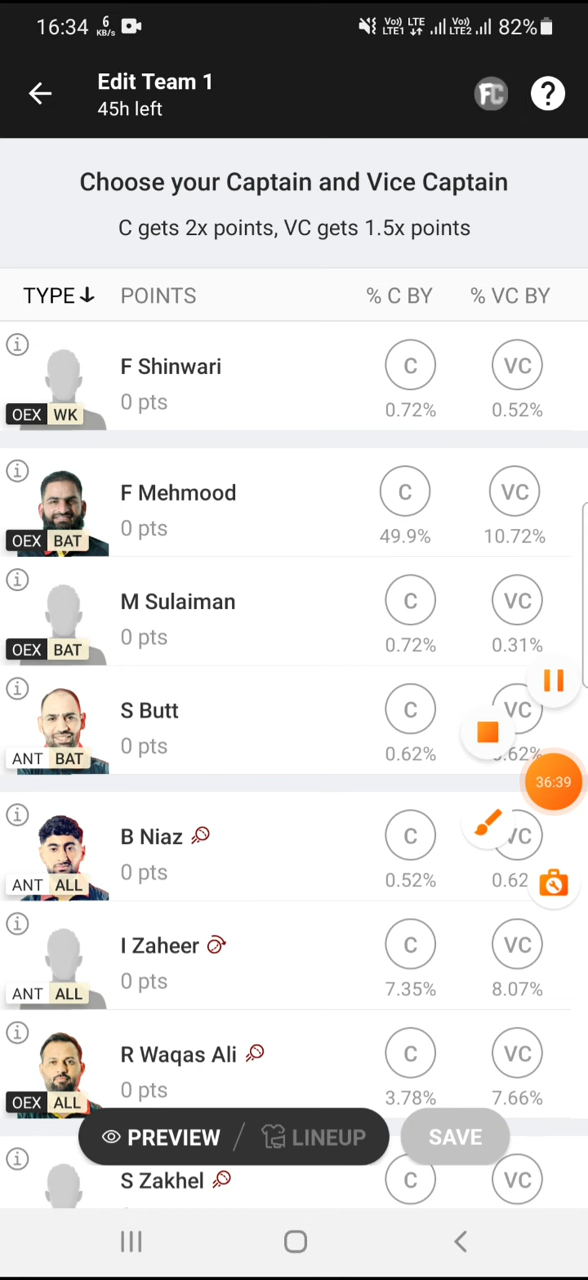 16:34 6 KB/s Vo) LTE Vo) LTE1 LTE2 82%
Edit Team 1
45h left
FC ?
Choose your Captain and Vice Captain
C gets 2x points, VC gets 1.5x points
TYPE POINTS % C BY % VC BY
F Shinwari C VC
0 pts 0.72% 0.52%
OEX WK
F Mehmood C VC
0 pts 49.9% 10.72%
OEX BAT
M Sulaiman C VC
0 pts 0.72% 0.31%
OEX BAT
S Butt C VC
0 pts 0.62% .62%
ANT BAT
36:39
B Niaz C VC
0 pts 0.52% 0.62
ANT ALL
I Zaheer C VC
0 pts 7.35% 8.07%
ANT ALL
R Waqas Ali C VC
0 pts 3.78% 7.66%
OEX ALL
PREVIEW / LINEUP SAVE
S Zakhel C VC